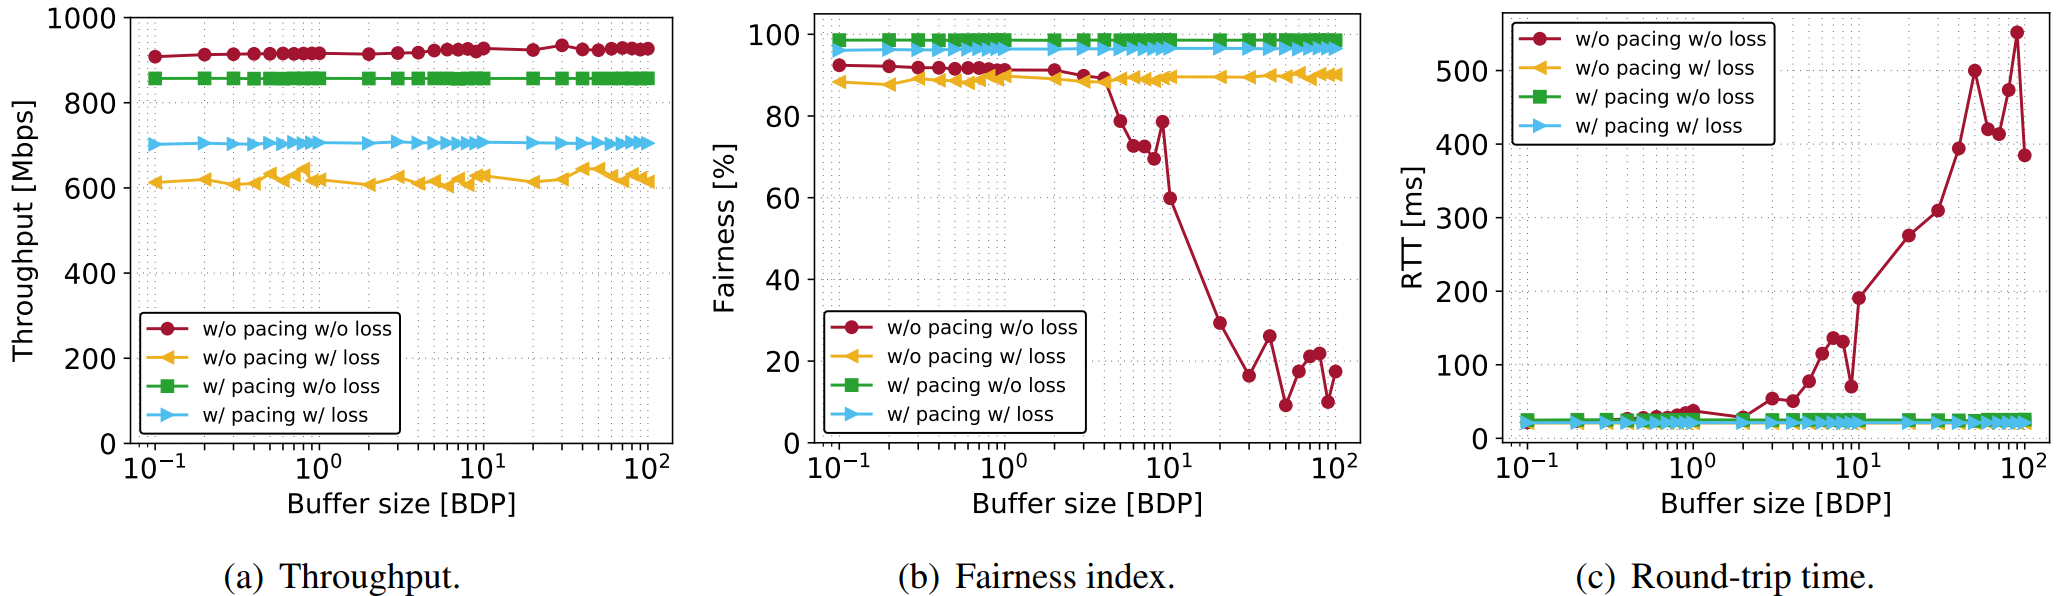 1000
800
600
400
200
0
Throughput [Mbps]
w/o pacing w/o loss
w/o pacing w/ loss
w/ pacing w/o loss
w/ pacing w/ loss
10⁻¹ 10⁰ 10¹ 10²
Buffer size [BDP]
(a) Throughput.
100
80
60
40
20
0
Fairness [%]
w/o pacing w/o loss
w/o pacing w/ loss
w/ pacing w/o loss
w/ pacing w/ loss
10⁻¹ 10⁰ 10¹ 10²
Buffer size [BDP]
(b) Fairness index.
500
400
300
200
100
0
RTT [ms]
w/o pacing w/o loss
w/o pacing w/ loss
w/ pacing w/o loss
w/ pacing w/ loss
10⁻¹ 10⁰ 10¹ 10²
Buffer size [BDP]
(c) Round-trip time.